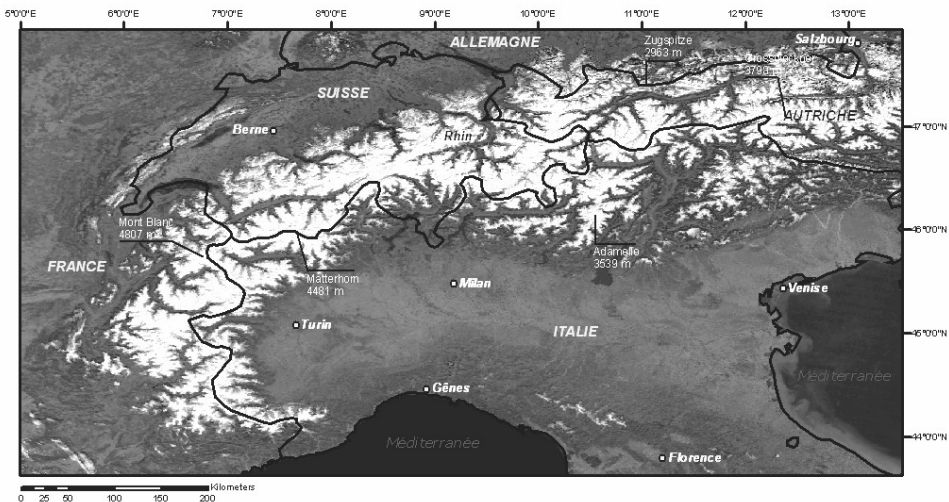 5°0'0"E 6°0'0"E 7°0'0"E 8°0'0"E 9°0'0"E 10°0'0"E 11°0'0"E 12°0'0"E 13°0'0"E
ALLEMAGNE
Zugspitze
2963 m
Salzbourg
3793 m
SUISSE
AUTRICHE
Berne
Rhin
47°0'0"N
Mont Blanc
4807 m
46°0'0"N
FRANCE
Adamello
3539 m
Matterhorn
4481 m
Milan
Venise
Turin
ITALIE
45°0'0"N
Méditerranée
Gênes
Méditerranée
44°0'0"N
Florence
Kilometers
0 25 50 100 150 200